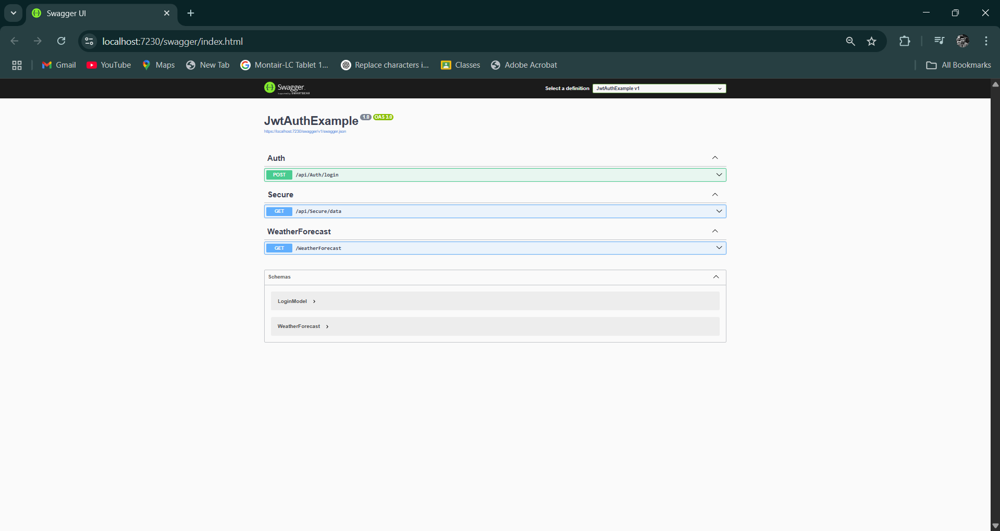 Swagger UI
localhost:7230/swagger/index.html
Gmail
YouTube
Maps
New Tab
Montair-LC Tablet 1...
Replace characters i...
Classes
Adobe Acrobat
All Bookmarks
Swagger
Supported by SMARTBEAR
Select a definition
JwtAuthExample v1
JwtAuthExample 1.0 OAS 3.0
https://localhost:7230/swagger/v1/swagger.json
Auth
POST /api/Auth/login
Secure
GET /api/Secure/data
WeatherForecast
GET /WeatherForecast
Schemas
LoginModel
WeatherForecast